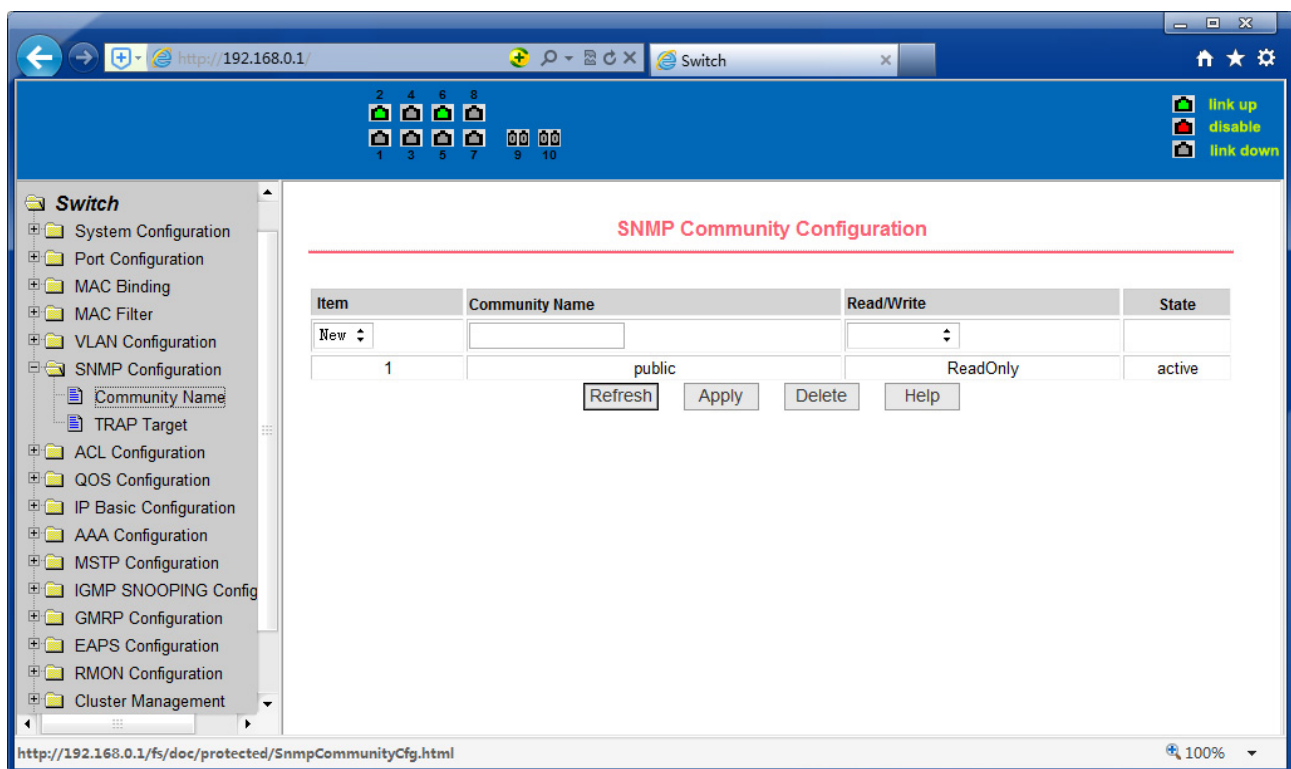 http://192.168.0.1/ Switch
2 4 6 8
1 3 5 7 9 10
link up
disable
link down
Switch
System Configuration
Port Configuration
MAC Binding
MAC Filter
VLAN Configuration
SNMP Configuration
Community Name
TRAP Target
ACL Configuration
QOS Configuration
IP Basic Configuration
AAA Configuration
MSTP Configuration
IGMP SNOOPING Config
GMRP Configuration
EAPS Configuration
RMON Configuration
Cluster Management
SNMP Community Configuration
Item Community Name Read/Write State
New
1 public ReadOnly active
Refresh Apply Delete Help
http://192.168.0.1/fs/doc/protected/SnmpCommunityCfg.html 100%